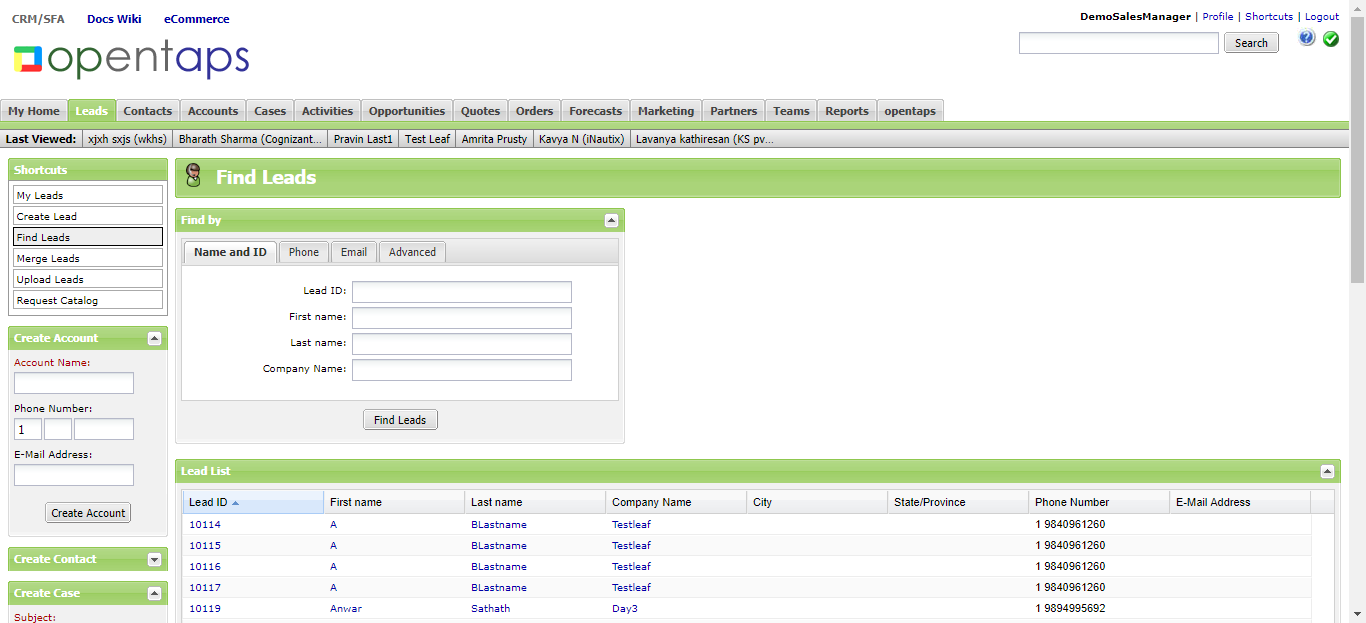 CRM/SFA Docs Wiki eCommerce
DemoSalesManager | Profile | Shortcuts | Logout
opentaps
Search
My Home Leads Contacts Accounts Cases Activities Opportunities Quotes Orders Forecasts Marketing Partners Teams Reports opentaps
Last Viewed: xjxh sxjs (wkhs) Bharath Sharma (Cognizant... Pravin Last1 Test Leaf Amrita Prusty Kavya N (iNautix) Lavanya kathiresan (KS pv...
Shortcuts
My Leads
Create Lead
Find Leads
Merge Leads
Upload Leads
Request Catalog
Create Account
Account Name:
Phone Number:
1
E-Mail Address:
Create Account
Create Contact
Create Case
Subject:
Find Leads
Find by
Name and ID Phone Email Advanced
Lead ID:
First name:
Last name:
Company Name:
Find Leads
Lead List
Lead ID First name Last name Company Name City State/Province Phone Number E-Mail Address
10114 A BLastname Testleaf 1 9840961260
10115 A BLastname Testleaf 1 9840961260
10116 A BLastname Testleaf 1 9840961260
10117 A BLastname Testleaf 1 9840961260
10119 Anwar Sathath Day3 1 9894995692